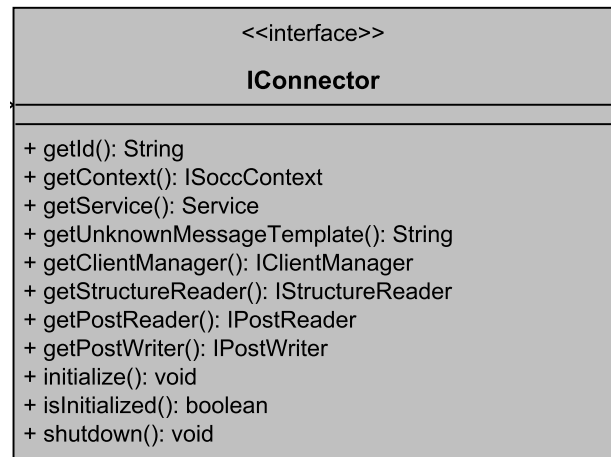 <<interface>>
IConnector
+ getId(): String
+ getContext(): ISoccContext
+ getService(): Service
+ getUnknownMessageTemplate(): String
+ getClientManager(): IClientManager
+ getStructureReader(): IStructureReader
+ getPostReader(): IPostReader
+ getPostWriter(): IPostWriter
+ initialize(): void
+ isInitialized(): boolean
+ shutdown(): void